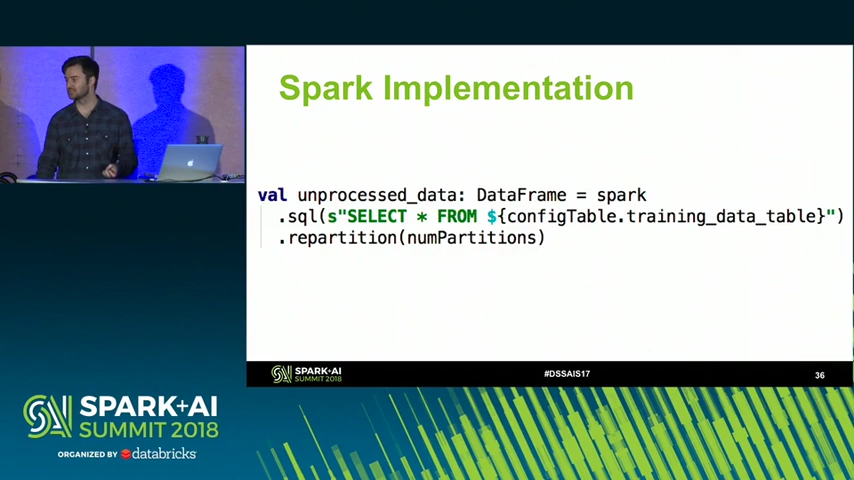 Spark Implementation
val unprocessed_data: DataFrame = spark
.sql(s"SELECT * FROM ${configTable.training_data_table}")
.repartition(numPartitions)
SPARK+AI
SUMMIT 2018
#DSSAIS17
36
SPARK+AI
SUMMIT 2018
ORGANIZED BY databricks